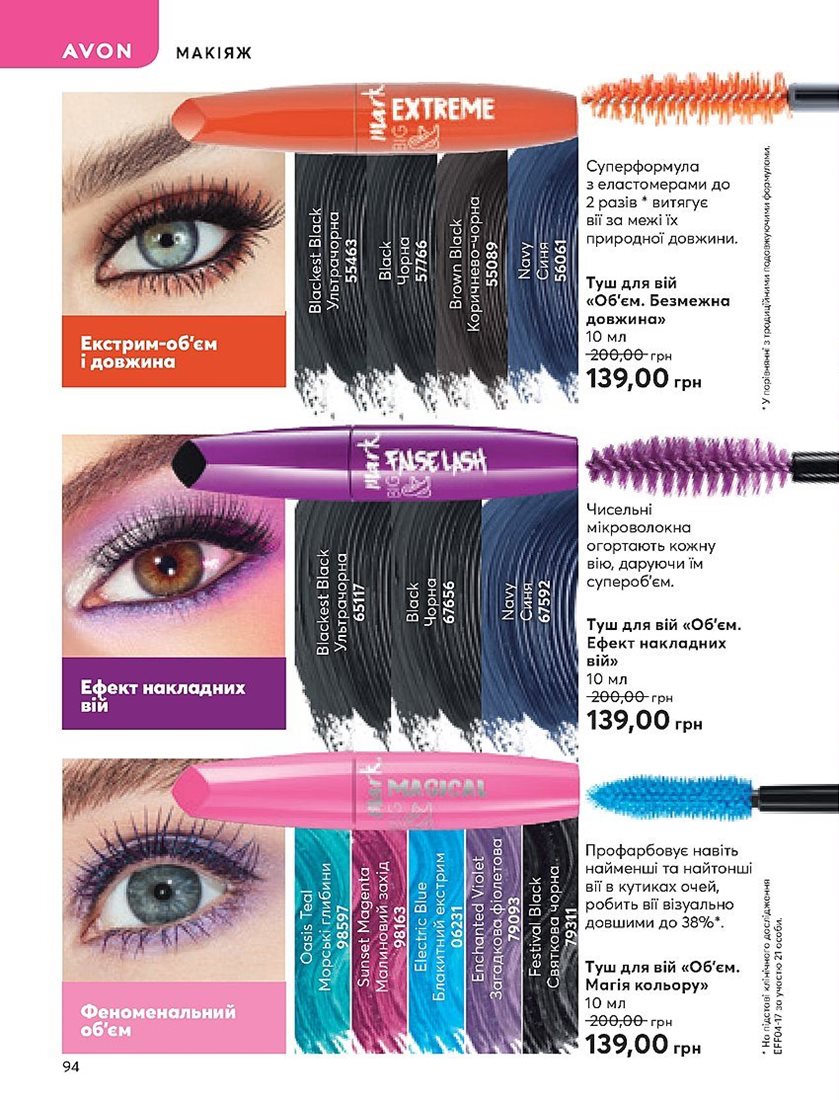 AVON
МАКІЯЖ
mark.
BIG
& EXTREME
Екстрим-об'єм
і довжина
Blackest Black
Ультрачорна
55463
Black
Чорна
57766
Brown Black
Коричнево-чорна
55089
Navy
Синя
56061
Суперформула
з еластомерами до
2 разів * витягує
вії за межі їх
природної довжини.
Туш для вій
«Об'єм. Безмежна
довжина»
10 мл
200,00 грн
139,00 грн
* У порівнянні з традиційними подовжуючими формулами.
mark.
BIG
& FALSE LASH
Ефект накладних
вій
Blackest Black
Ультрачорна
65117
Black
Чорна
67656
Navy
Синя
67592
Чисельні
мікроволокна
огортають кожну
вію, даруючи їм
супероб'єм.
Туш для вій «Об'єм.
Ефект накладних
вій»
10 мл
200,00 грн
139,00 грн
mark.
BIG
& MAGICAL
Феноменальний
об'єм
Oasis Teal
Морські глибини
98597
Sunset Magenta
Малиновий захід
98163
Electric Blue
Блакитний екстрим
06231
Enchanted Violet
Загадкова фіолетова
79093
Festival Black
Святкова чорна
79311
Профарбовує навіть
найменші та найтонші
вії в кутиках очей,
робить вії візуально
довшими до 38%*.
Туш для вій «Об'єм.
Магія кольору»
10 мл
200,00 грн
139,00 грн
* На підставі клінічного дослідження
EFF04-17 за участю 21 особи.
94